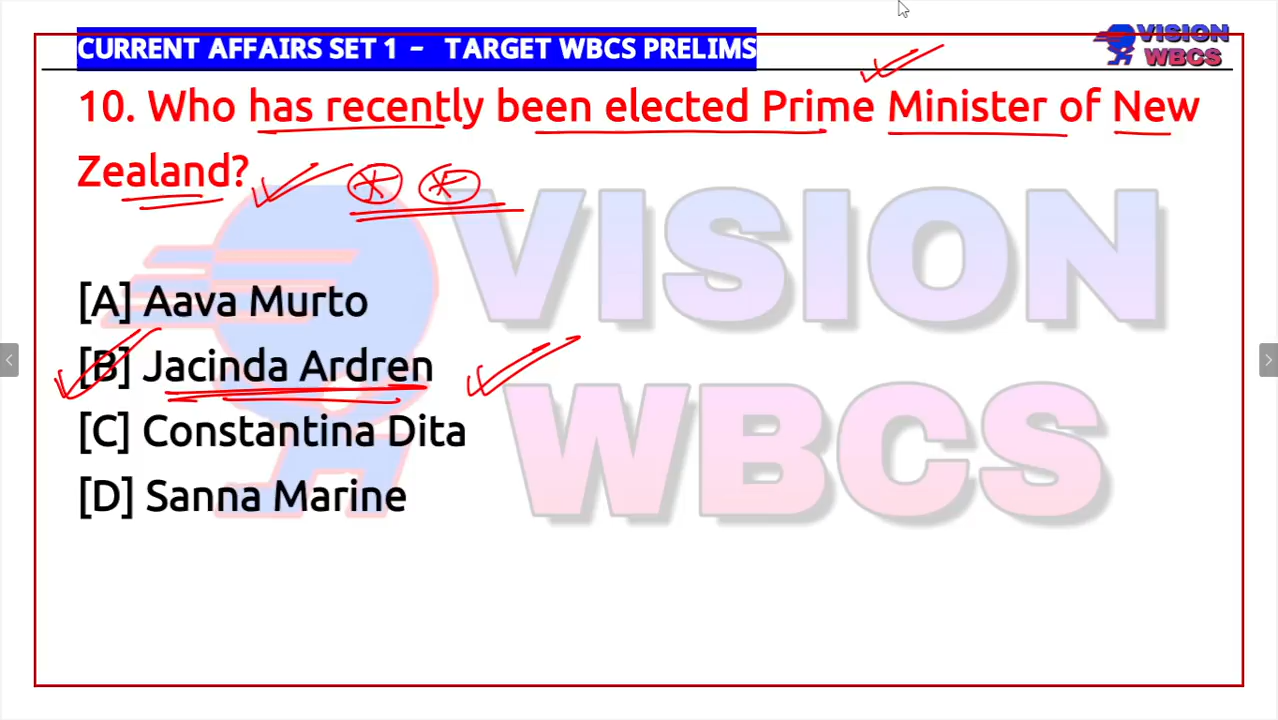 CURRENT AFFAIRS SET 1 – TARGET WBCS PRELIMS
VISION
WBCS
10. Who has recently been elected Prime Minister of New
Zealand?
VISION
[A] Aava Murto
[B] Jacinda Ardren
WBCS
[C] Constantina Dita
[D] Sanna Marine